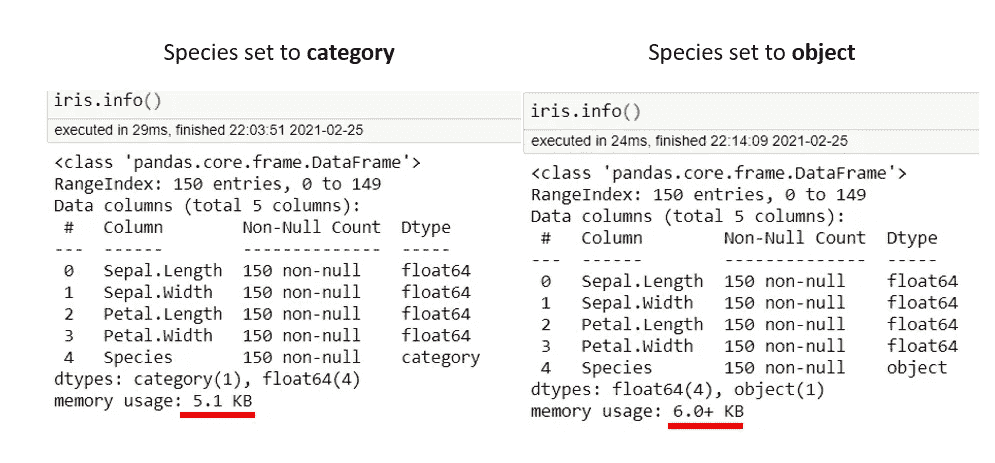 Species set to category
iris.info()
executed in 29ms, finished 22:03:51 2021-02-25
<class 'pandas.core.frame.DataFrame'>
RangeIndex: 150 entries, 0 to 149
Data columns (total 5 columns):
#   Column        Non-Null Count  Dtype
---  ------        --------------  -----
0   Sepal.Length  150 non-null    float64
1   Sepal.Width   150 non-null    float64
2   Petal.Length  150 non-null    float64
3   Petal.Width   150 non-null    float64
4   Species       150 non-null    category
dtypes: category(1), float64(4)
memory usage: 5.1 KB
Species set to object
iris.info()
executed in 24ms, finished 22:14:09 2021-02-25
<class 'pandas.core.frame.DataFrame'>
RangeIndex: 150 entries, 0 to 149
Data columns (total 5 columns):
#   Column        Non-Null Count  Dtype
---  ------        --------------  -----
0   Sepal.Length  150 non-null    float64
1   Sepal.Width   150 non-null    float64
2   Petal.Length  150 non-null    float64
3   Petal.Width   150 non-null    float64
4   Species       150 non-null    object
dtypes: float64(4), object(1)
memory usage: 6.0+ KB